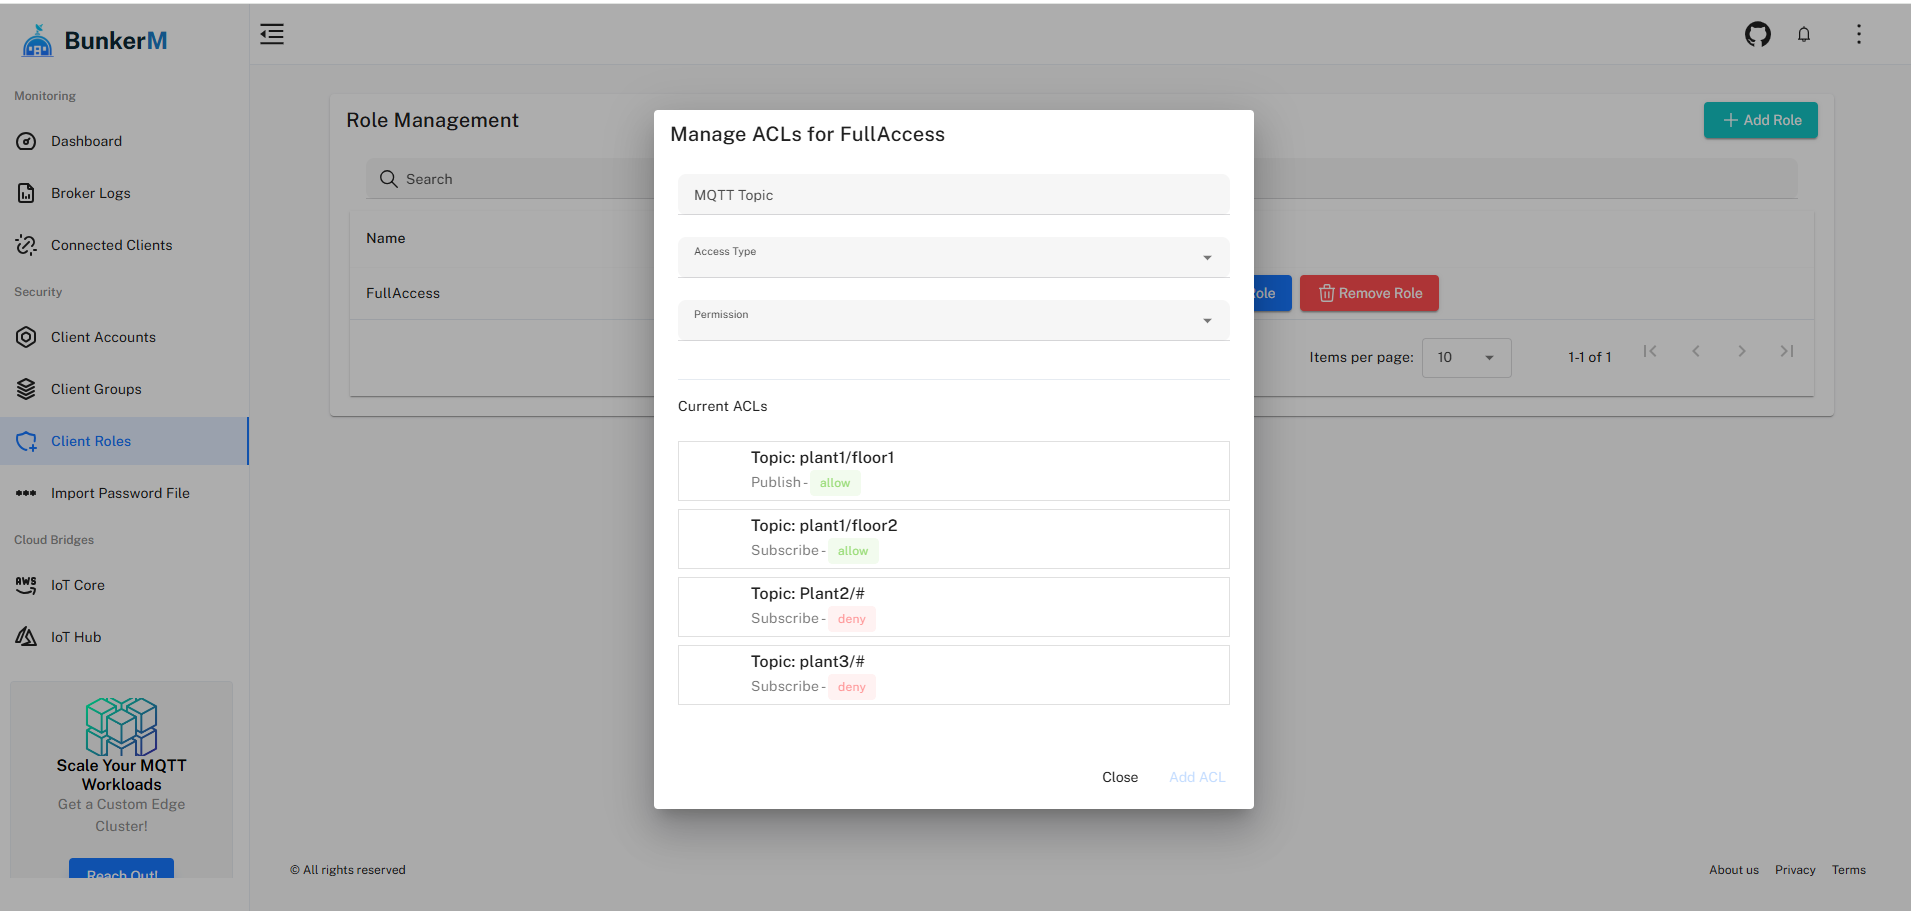 BunkerM
Monitoring
Dashboard
Broker Logs
Connected Clients
Security
Client Accounts
Client Groups
Client Roles
Import Password File
Cloud Bridges
AWS
IoT Core
IoT Hub
Scale Your MQTT
Workloads
Get a Custom Edge
Cluster!
Reach Out!
Role Management
Add Role
Search
Name
FullAccess
Role
Remove Role
Items per page:
10
1-1 of 1
Manage ACLs for FullAccess
MQTT Topic
Access Type
Permission
Current ACLs
Topic: plant1/floor1
Publish - allow
Topic: plant1/floor2
Subscribe - allow
Topic: Plant2/#
Subscribe - deny
Topic: plant3/#
Subscribe - deny
Close
Add ACL
© All rights reserved
About us
Privacy
Terms